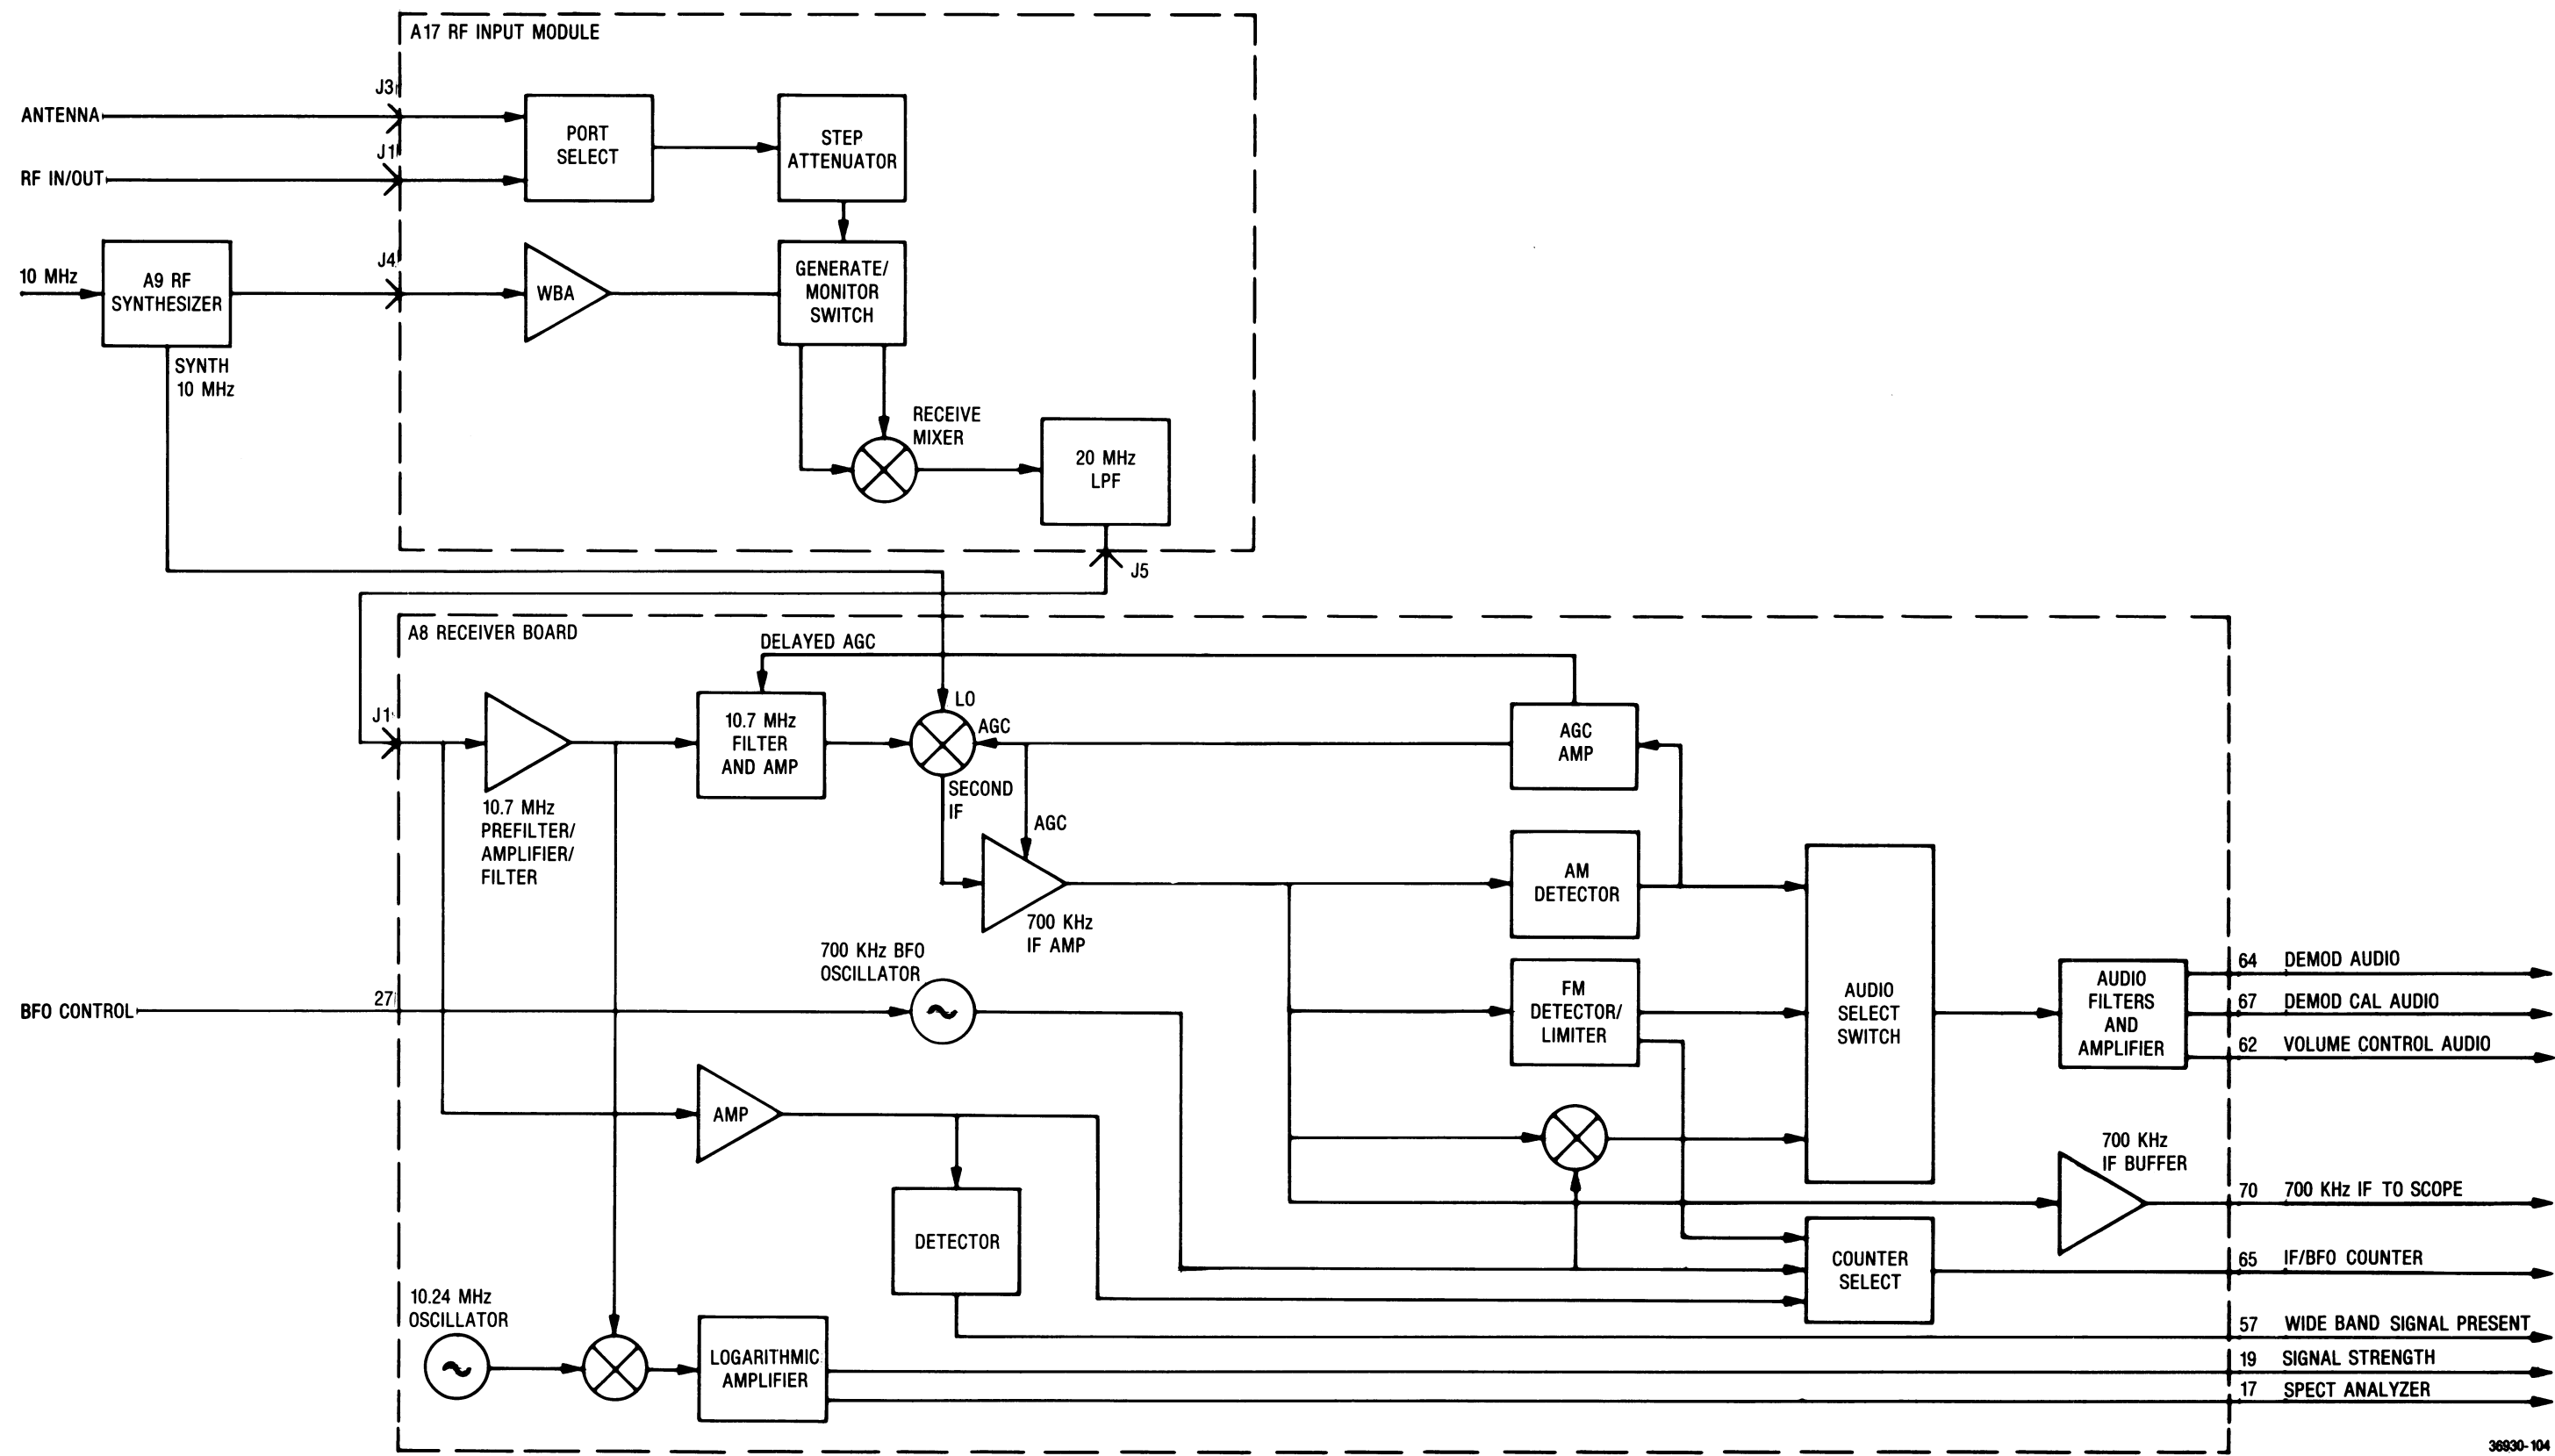 A17 RF INPUT MODULE
J3
ANTENNA
J1
RF IN/OUT
PORT
SELECT
STEP
ATTENUATOR
10 MHz
A9 RF
SYNTHESIZER
J4
WBA
GENERATE/
MONITOR
SWITCH
SYNTH
10 MHz
RECEIVE
MIXER
20 MHz
LPF
J5
A8 RECEIVER BOARD
DELAYED AGC
J1
10.7 MHz
PREFILTER/
AMPLIFIER/
FILTER
10.7 MHz
FILTER
AND AMP
LO
AGC
SECOND
IF
AGC
AGC
AMP
700 KHz
IF AMP
AM
DETECTOR
700 KHz BFO
OSCILLATOR
BFO CONTROL
27
FM
DETECTOR/
LIMITER
AUDIO
SELECT
SWITCH
AUDIO
FILTERS
AND
AMPLIFIER
64 DEMOD AUDIO
67 DEMOD CAL AUDIO
62 VOLUME CONTROL AUDIO
AMP
700 KHz
IF BUFFER
70 700 KHz IF TO SCOPE
DETECTOR
COUNTER
SELECT
65 IF/BFO COUNTER
10.24 MHz
OSCILLATOR
57 WIDE BAND SIGNAL PRESENT
LOGARITHMIC
AMPLIFIER
19 SIGNAL STRENGTH
17 SPECT ANALYZER
36930-104